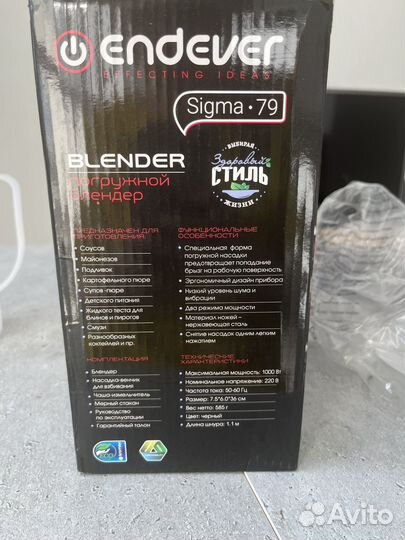 ENDEVER
EFFECTING IDEAS
Sigma • 79
BLENDER
погружной
блендер
ВЫБИРАЙ
Здоровый
СТИЛЬ
ЖИЗНИ
ПРЕДНАЗНАЧЕН ДЛЯ
ПРИГОТОВЛЕНИЯ:
• Соусов
• Майонезов
• Подливок
• Картофельного пюре
• Супов -пюре
• Детского питания
• Жидкого теста для
блинов и пирогов
• Смузи
• Разнообразных
коктейлей и пр.
КОМПЛЕКТАЦИЯ
• Блендер
• Насадка-венчик
для взбивания
• Чаша-измельчитель
• Мерный стакан
• Руководство
по эксплуатации
• Гарантийный талон
ФУНКЦИОНАЛЬНЫЕ
ОСОБЕННОСТИ
• Специальная форма
погружной насадки
предотвращает попадание
брызг на рабочую поверхность
• Эргономичный дизайн прибора
• Низкий уровень шума и
вибрации
• Два режима мощности
• Материал ножей –
нержавеющая сталь
• Снятие насадок одним легким
нажатием
ТЕХНИЧЕСКИЕ
ХАРАКТЕРИСТИКИ
• Максимальная мощность: 1000 Вт
• Номинальное напряжение: 220 В
• Частота тока: 50-60 Гц
• Размер: 7.5*6.0*36 см
• Вес нетто: 585 г
• Цвет: черный
• Длина шнура: 1.1 м
Avito